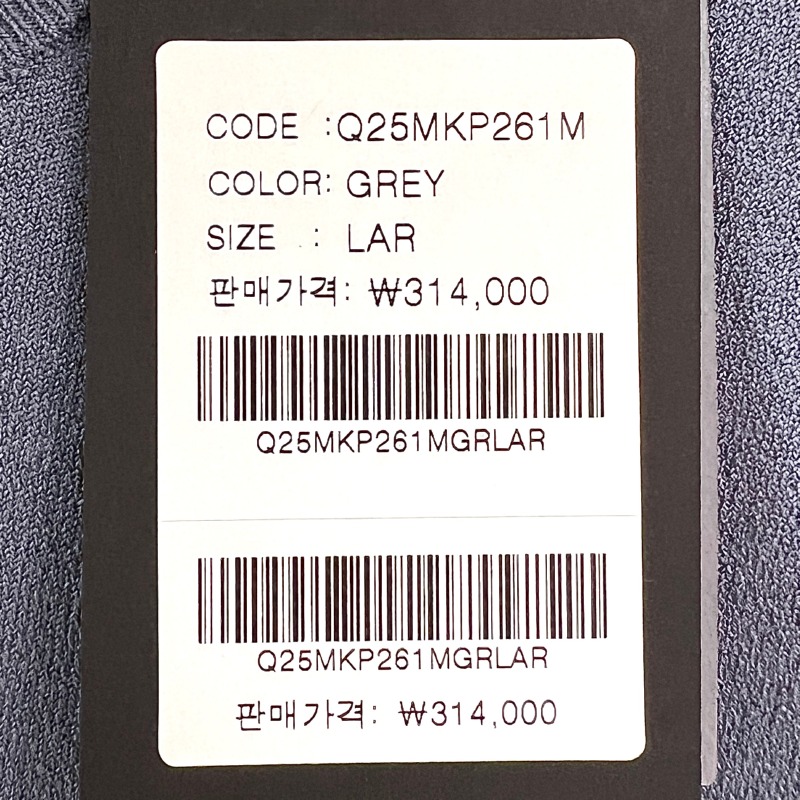 CODE :Q25MKP261M
COLOR: GREY
SIZE : LAR
판매가격: ₩314,000
Q25MKP261MGRLAR
Q25MKP261MGRLAR
판매가격: ₩314,000